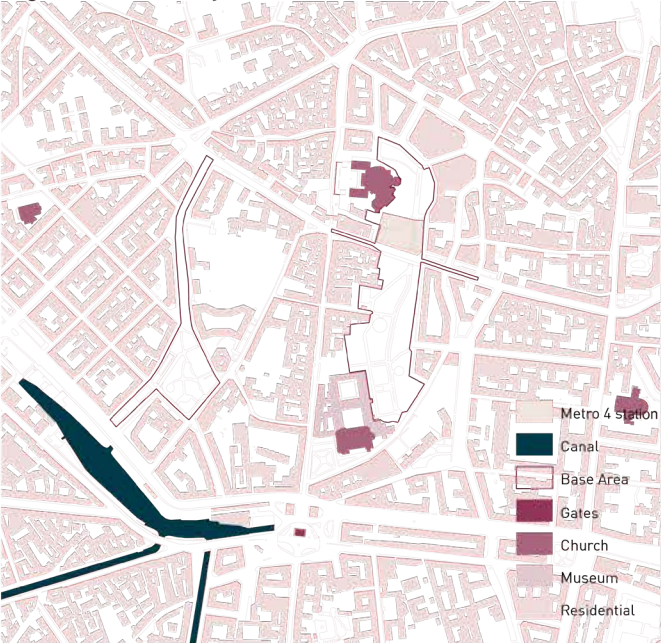 Metro 4 station
Canal
Base Area
Gates
Church
Museum
Residential